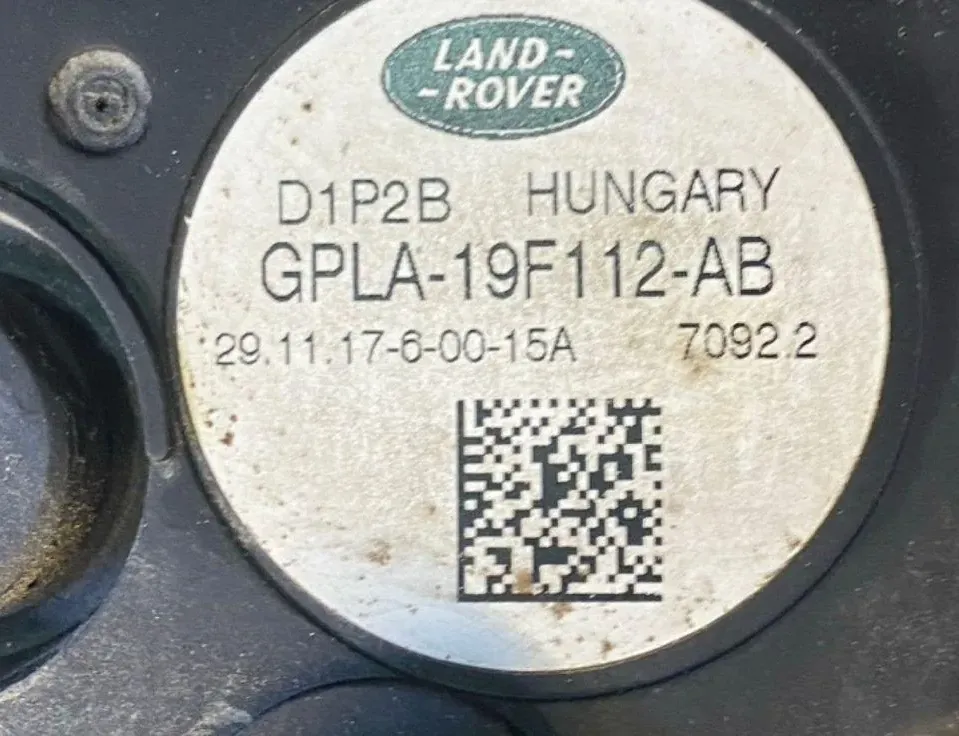 LAND-
-ROVER
D1P2B HUNGARY
GPLA-19F112-AB
29.11.17-6-00-15A 7092.2